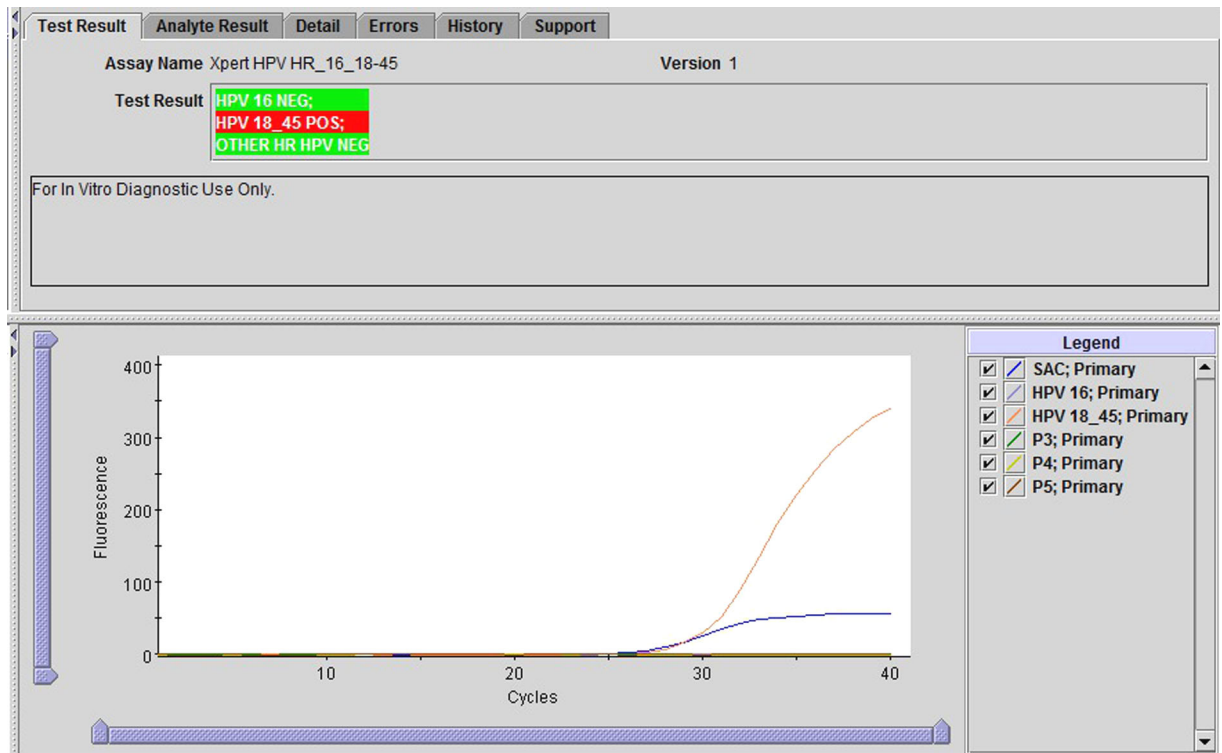 Test Result Analyte Result Detail Errors History Support
Assay Name Xpert HPV HR_16_18-45 Version 1
Test Result HPV 16 NEG;
HPV 18_45 POS;
OTHER HR HPV NEG
For In Vitro Diagnostic Use Only.
Legend
SAC; Primary
HPV 16; Primary
HPV 18_45; Primary
P3; Primary
P4; Primary
P5; Primary
400
300
200
100
0
Fluorescence
10 20 30 40
Cycles